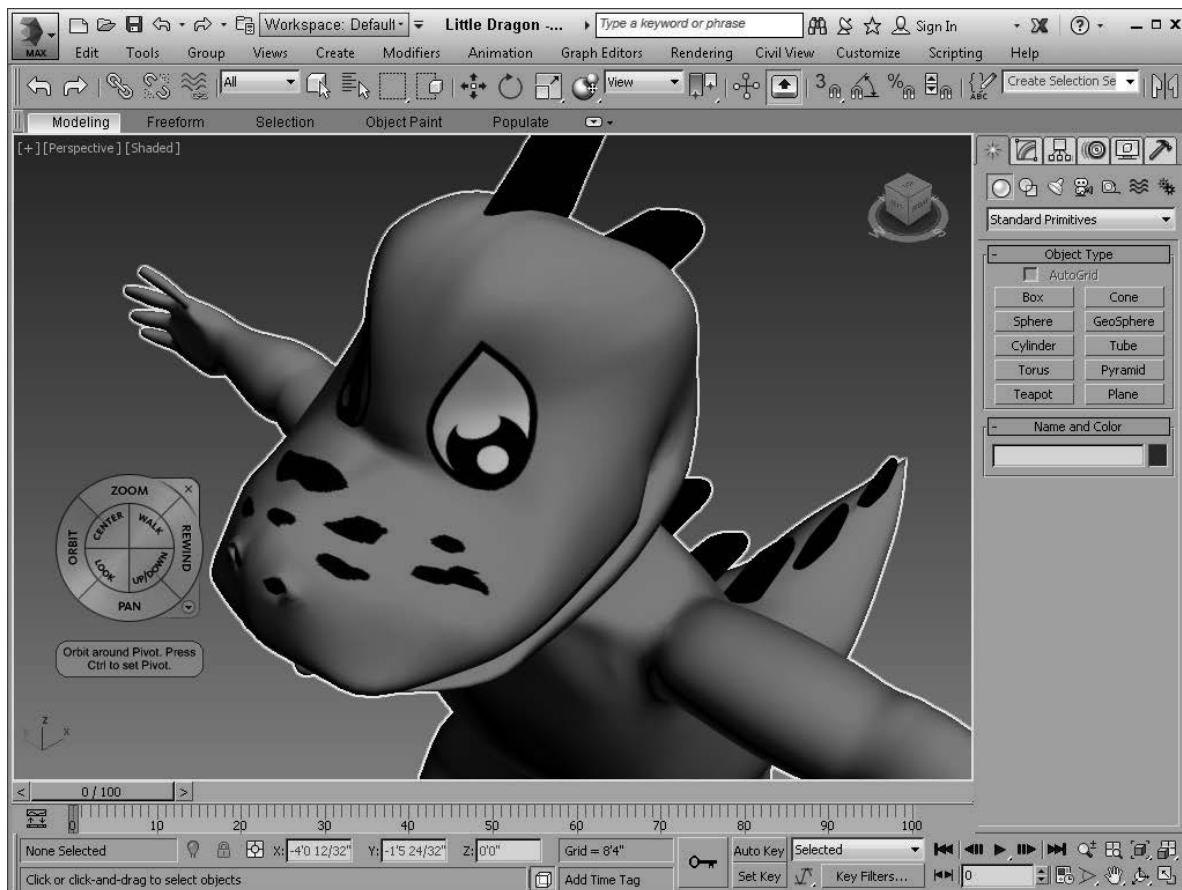 Workspace: Default
Little Dragon -...
Type a keyword or phrase
Sign In
MAX
Edit Tools Group Views Create Modifiers Animation Graph Editors Rendering Civil View Customize Scripting Help
All
View
3
%
ABC
Create Selection Se
Modeling Freeform Selection Object Paint Populate
[+] [Perspective ] [Shaded ]
Standard Primitives
- Object Type
AutoGrid
Box Cone
Sphere GeoSphere
Cylinder Tube
Torus Pyramid
Teapot Plane
- Name and Color
ZOOM
ORBIT
CENTER
WALK
REWIND
LOOK
UP/DOWN
PAN
Orbit around Pivot. Press
Ctrl to set Pivot.
z
x
< 0 / 100 >
0 10 20 30 40 50 60 70 80 90 100
None Selected X: -4'0 12/32" Y: -1'5 24/32" Z: 0'0" Grid = 8'4" Auto Key Selected
Click or click-and-drag to select objects Add Time Tag Set Key Key Filters... 0